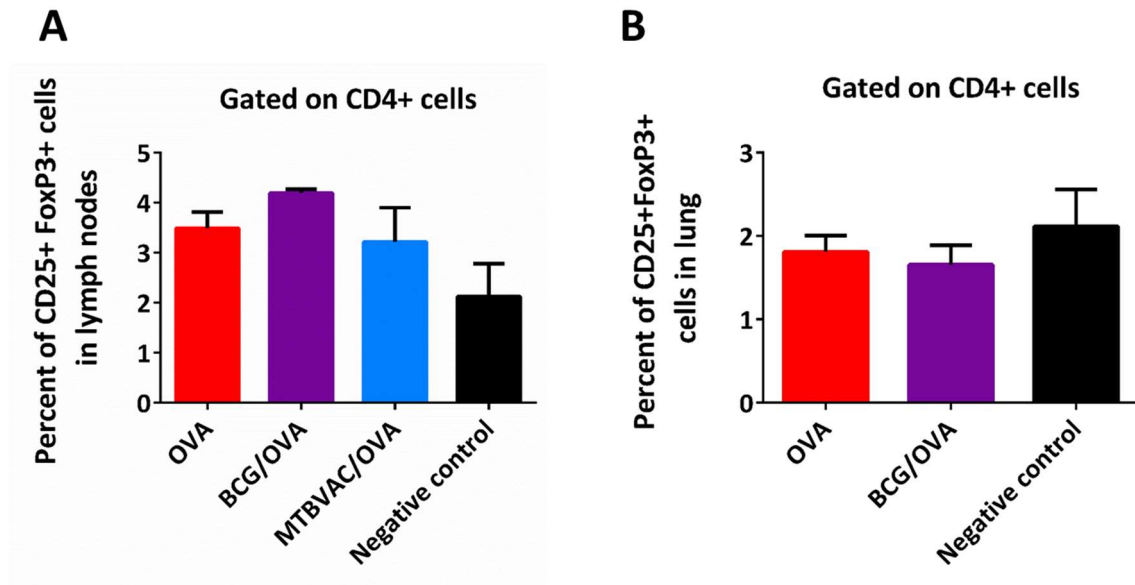 A
Gated on CD4+ cells
Percent of CD25+ FoxP3+ cells
in lymph nodes
5
4
3
2
1
0
OVA
BCG/OVA
MTBVAC/OVA
Negative control
B
Gated on CD4+ cells
Percent of CD25+FoxP3+
cells in lung
3
2
1
0
OVA
BCG/OVA
Negative control